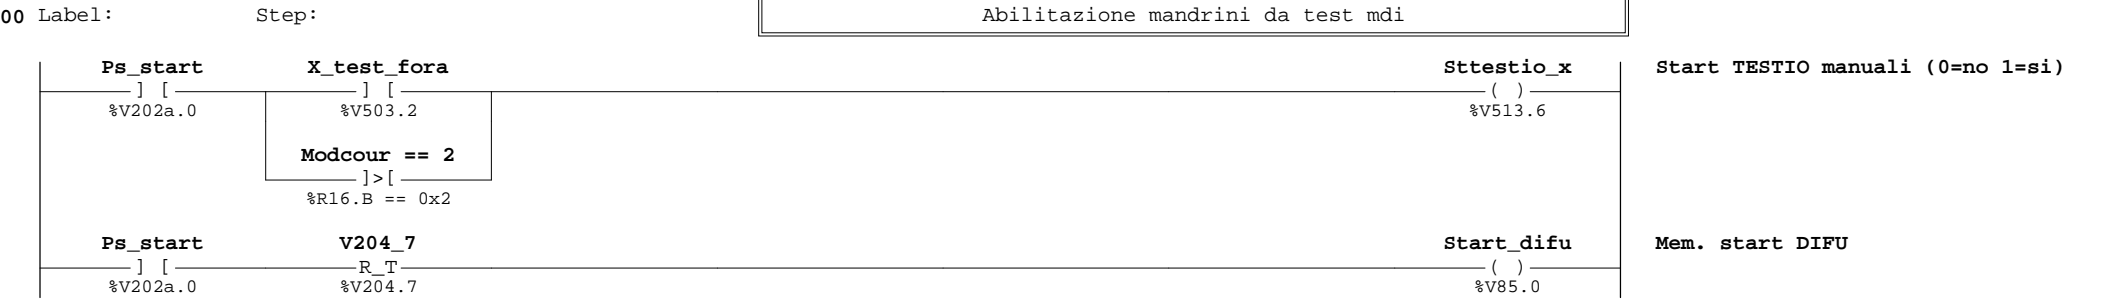 00 Label: Step: Abilitazione mandrini da test mdi
Ps_start X_test_fora Sttestio_x Start TESTIO manuali (0=no 1=si)
] [ ] [ ( )
%V202a.0 %V503.2 %V513.6
Modcour == 2
]>[
%R16.B == 0x2
Ps_start V204_7 Start_difu Mem. start DIFU
] [ R_T ( )
%V202a.0 %V204.7 %V85.0